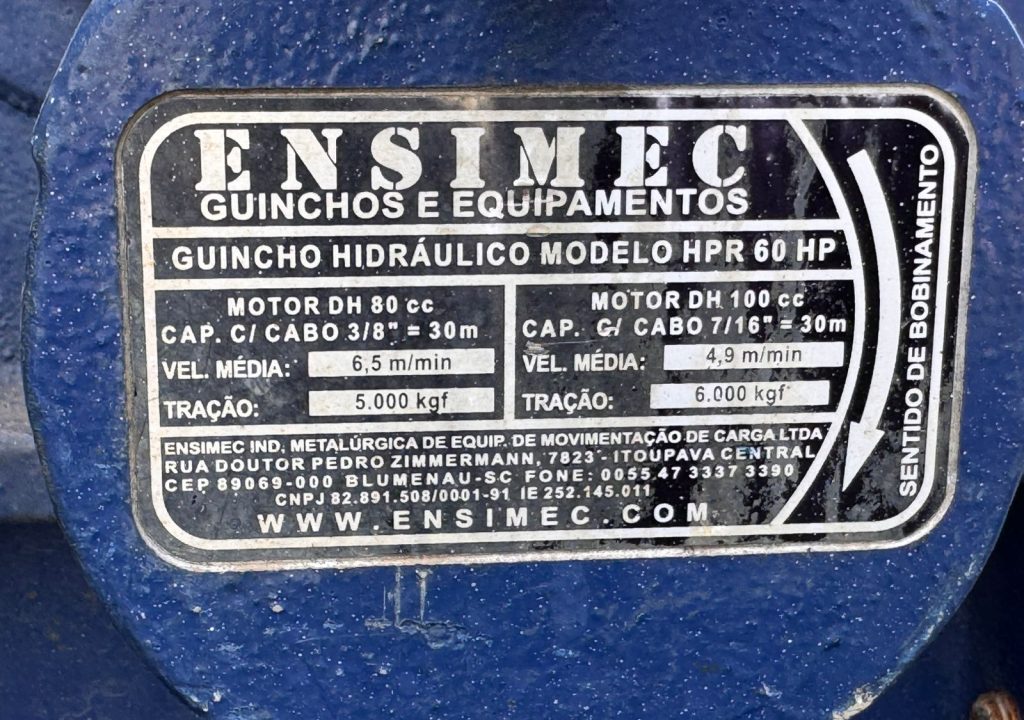 ENSIMEC
GUINCHOS E EQUIPAMENTOS
GUINCHO HIDRÁULICO MODELO HPR 60 HP
MOTOR DH 80 cc
CAP. C/ CABO 3/8" = 30m
VEL. MÉDIA: 6,5 m/min
TRAÇÃO: 5.000 kgf
MOTOR DH 100 cc
CAP. C/ CABO 7/16" = 30m
VEL. MÉDIA: 4,9 m/min
TRAÇÃO: 6.000 kgf
ENSIMEC IND. METALÚRGICA DE EQUIP. DE MOVIMENTAÇÃO DE CARGA LTDA
RUA DOUTOR PEDRO ZIMMERMANN, 7823 - ITOUPAVA CENTRAL
CEP 89069-000 BLUMENAU-SC FONE: 0055 47 3337 3390
CNPJ 82.891.508/0001-91 IE 252.145.011
WWW.ENSIMEC.COM
SENTIDO DE BOBINAMENTO